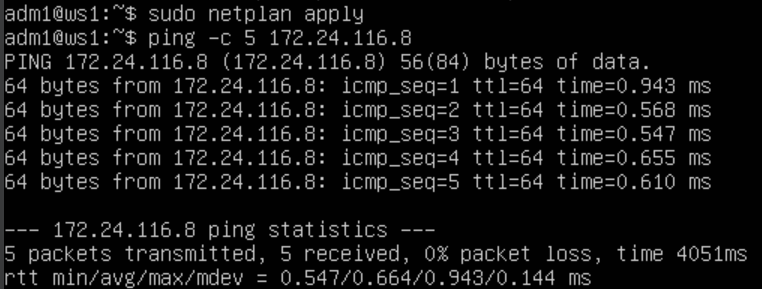 adm1@ws1:~$ sudo netplan apply
adm1@ws1:~$ ping -c 5 172.24.116.8
PING 172.24.116.8 (172.24.116.8) 56(84) bytes of data.
64 bytes from 172.24.116.8: icmp_seq=1 ttl=64 time=0.943 ms
64 bytes from 172.24.116.8: icmp_seq=2 ttl=64 time=0.568 ms
64 bytes from 172.24.116.8: icmp_seq=3 ttl=64 time=0.547 ms
64 bytes from 172.24.116.8: icmp_seq=4 ttl=64 time=0.655 ms
64 bytes from 172.24.116.8: icmp_seq=5 ttl=64 time=0.610 ms
--- 172.24.116.8 ping statistics ---
5 packets transmitted, 5 received, 0% packet loss, time 4051ms
rtt min/avg/max/mdev = 0.547/0.664/0.943/0.144 ms